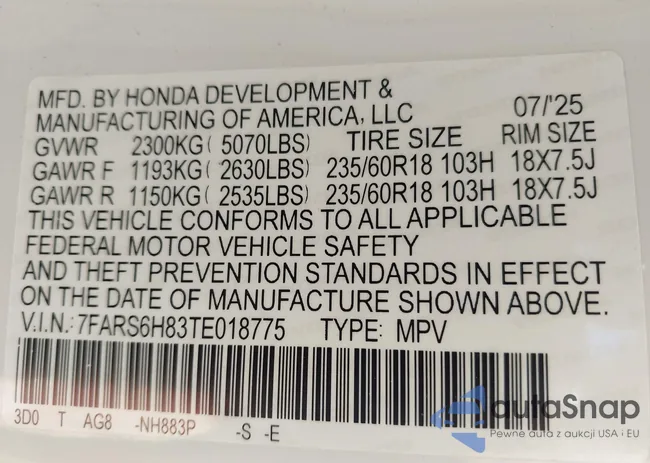 MFD. BY HONDA DEVELOPMENT &
MANUFACTURING OF AMERICA, LLC 07/'25
GVWR 2300KG( 5070LBS) TIRE SIZE RIM SIZE
GAWR F 1193KG( 2630LBS) 235/60R18 103H 18X7.5J
GAWR R 1150KG( 2535LBS) 235/60R18 103H 18X7.5J
THIS VEHICLE CONFORMS TO ALL APPLICABLE
FEDERAL MOTOR VEHICLE SAFETY
AND THEFT PREVENTION STANDARDS IN EFFECT
ON THE DATE OF MANUFACTURE SHOWN ABOVE.
V.I.N.:7FARS6H83TE018775 TYPE: MPV
3D0 T AG8 -NH883P -S -E
autoSnap
Pewne auta z aukcji USA i EU